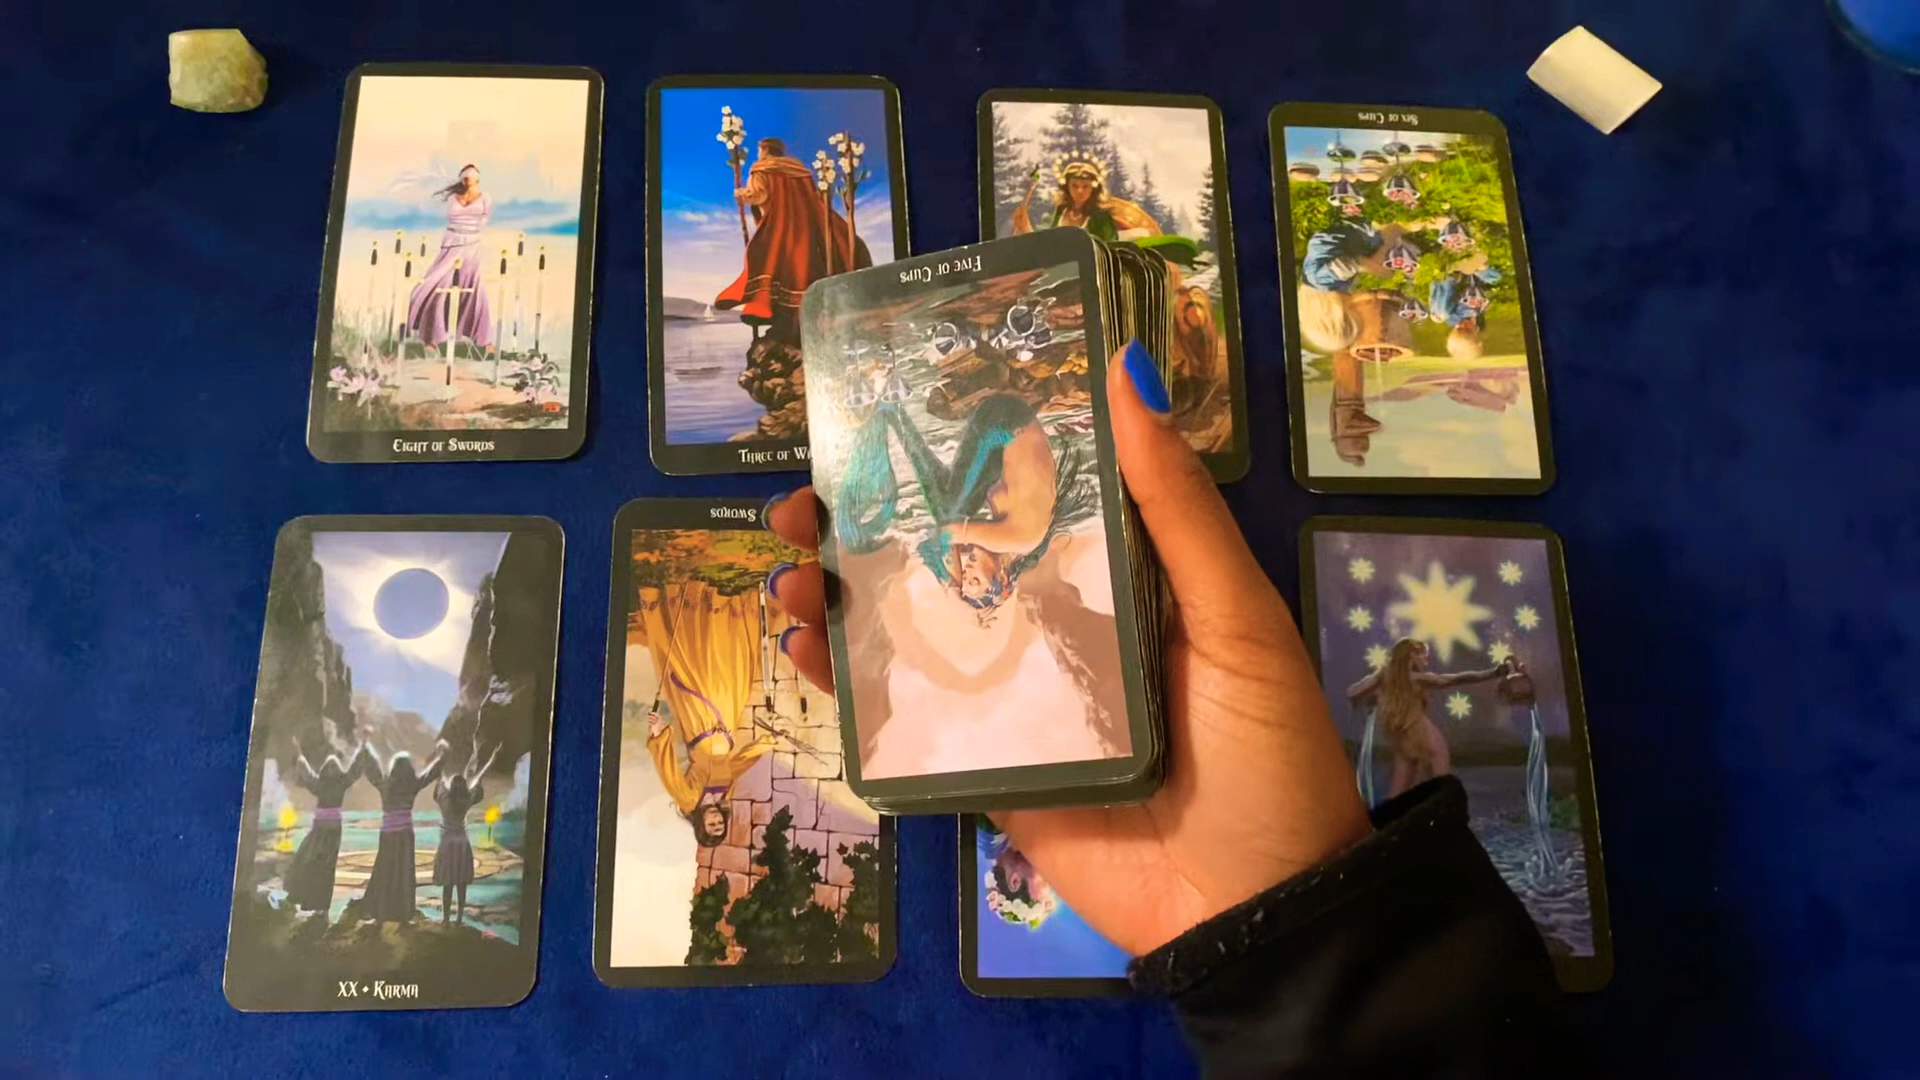 Six of Cups
Five of Cups
Eight of Swords
Three of W
Swords
XX • Karma